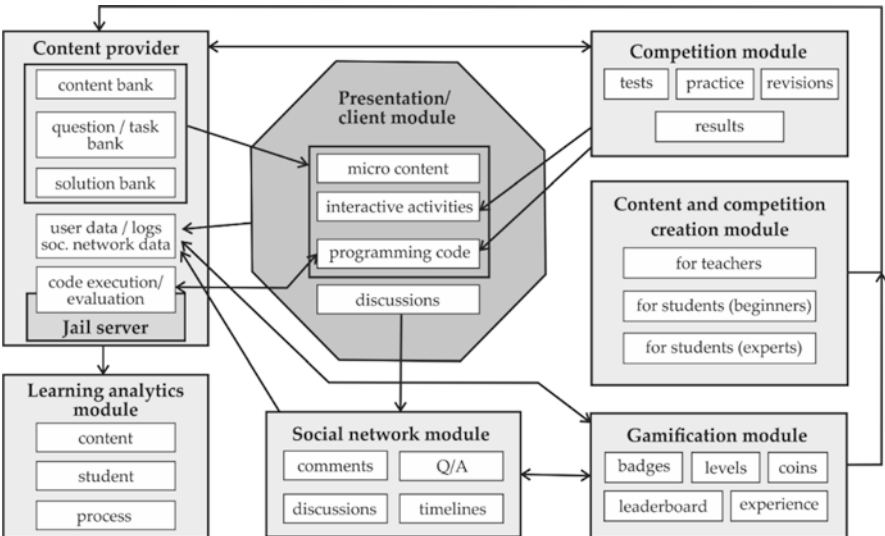 Content provider
content bank
question / task
bank
solution bank
user data / logs
soc. network data
code execution/
evaluation
Jail server
Presentation/
client module
micro content
interactive activities
programming code
discussions
Competition module
tests
practice
revisions
results
Content and competition
creation module
for teachers
for students (beginners)
for students (experts)
Learning analytics
module
content
student
process
Social network module
comments
Q/A
discussions
timelines
Gamification module
badges
levels
coins
leaderboard
experience